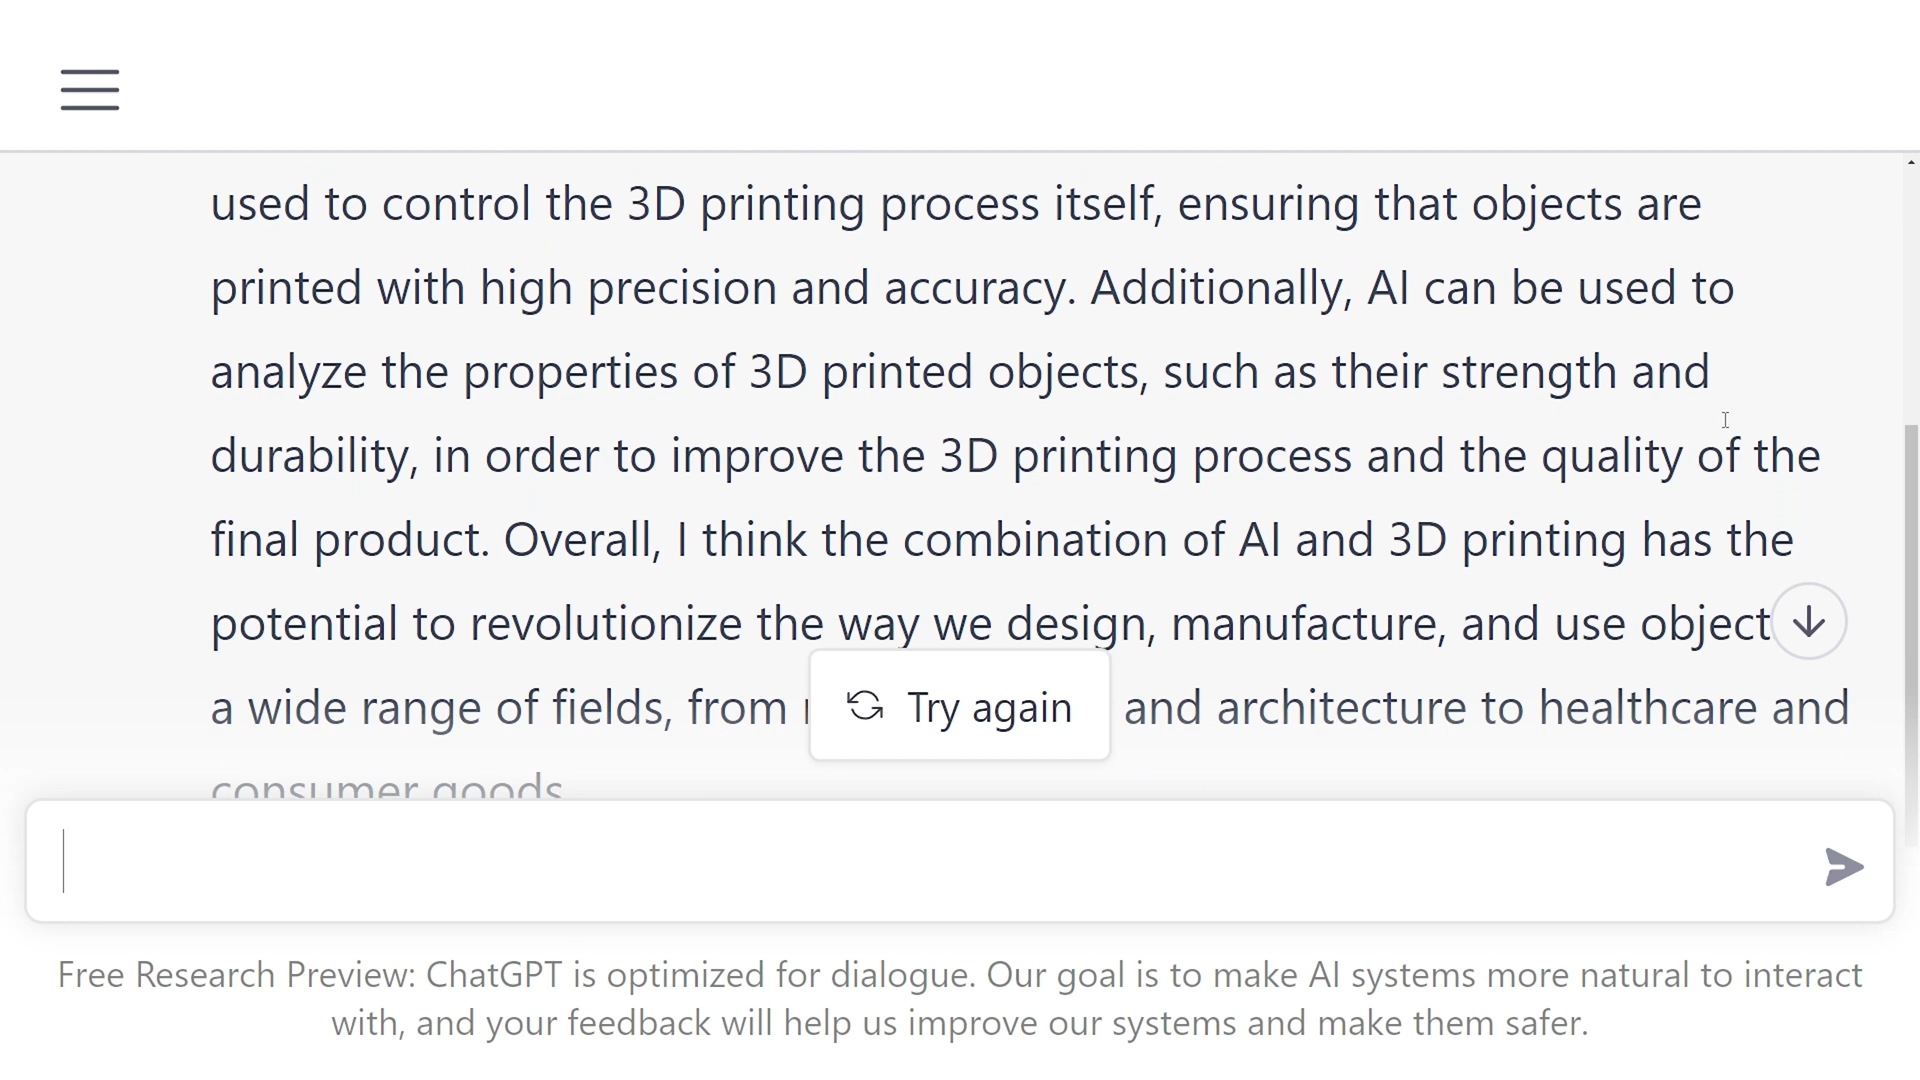 used to control the 3D printing process itself, ensuring that objects are
printed with high precision and accuracy. Additionally, AI can be used to
analyze the properties of 3D printed objects, such as their strength and
durability, in order to improve the 3D printing process and the quality of the
final product. Overall, I think the combination of AI and 3D printing has the
potential to revolutionize the way we design, manufacture, and use object
a wide range of fields, from and architecture to healthcare and
Try again
consumer goods
Free Research Preview: ChatGPT is optimized for dialogue. Our goal is to make AI systems more natural to interact
with, and your feedback will help us improve our systems and make them safer.